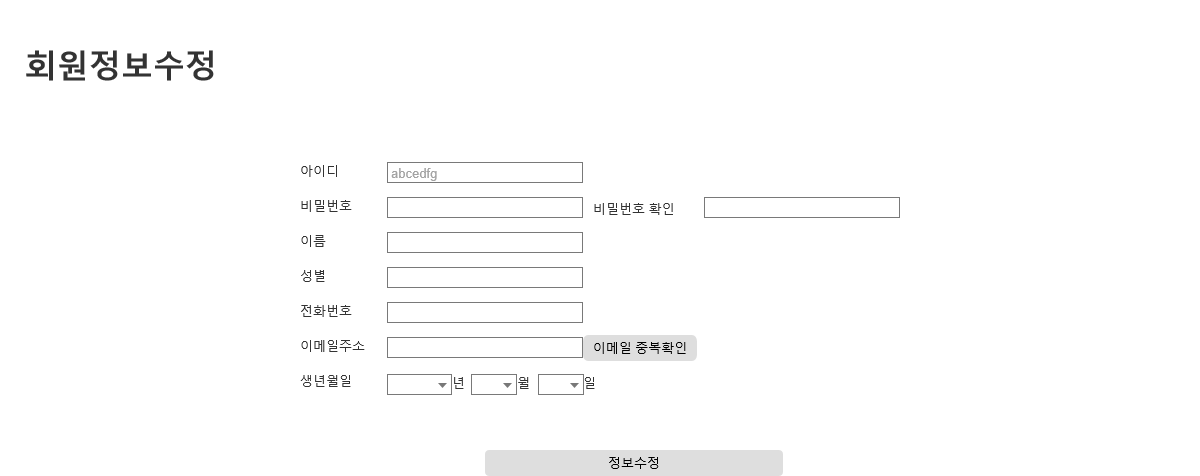 회원정보수정
아이디 abcedfg
비밀번호 비밀번호 확인
이름
성별
전화번호
이메일주소 이메일 중복확인
생년월일 년 월 일
정보수정